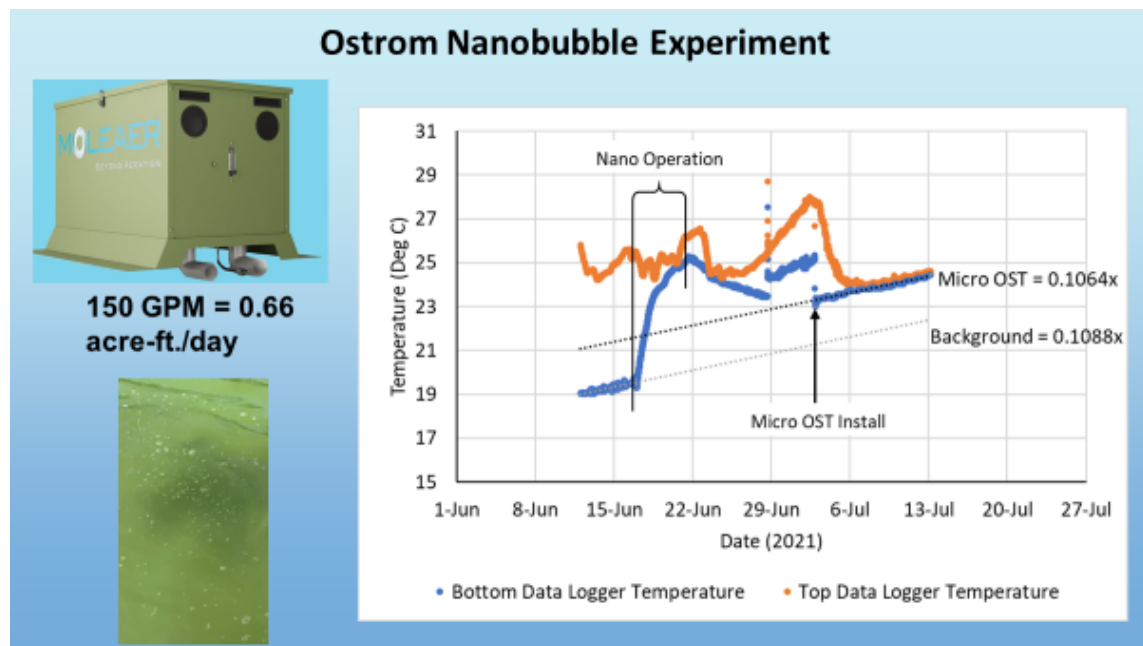 Ostrom Nanobubble Experiment
MOLEAER
BEYOND AERATION
150 GPM = 0.66
acre-ft./day
31
29
27
25
23
21
19
17
15
Temperature (Deg C)
Nano Operation
Micro OST = 0.1064x
Background = 0.1088x
Micro OST Install
1-Jun 8-Jun 15-Jun 22-Jun 29-Jun 6-Jul 13-Jul 20-Jul 27-Jul
Date (2021)
Bottom Data Logger Temperature Top Data Logger Temperature